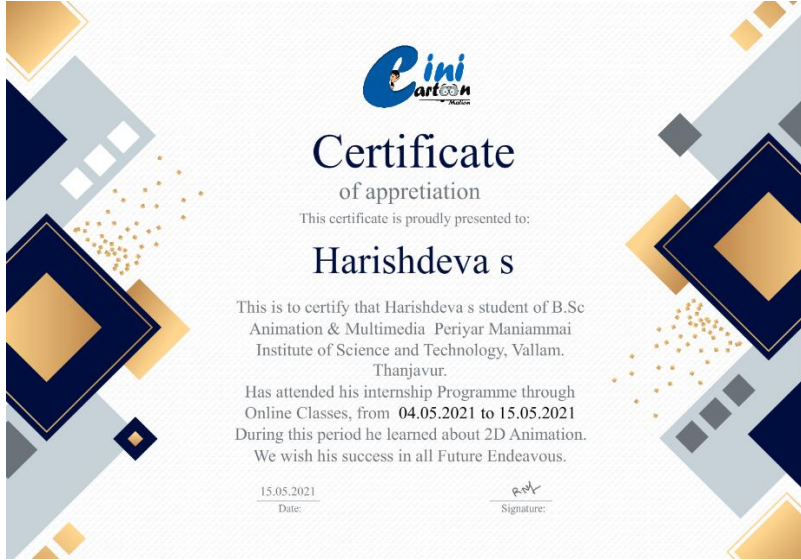 Cini
Cartoon
Motion
Certificate
of appretiation
This certificate is proudly presented to:
Harishdeva s
This is to certify that Harishdeva s student of B.Sc
Animation & Multimedia Periyar Maniammai
Institute of Science and Technology, Vallam.
Thanjavur.
Has attended his internship Programme through
Online Classes, from 04.05.2021 to 15.05.2021
During this period he learned about 2D Animation.
We wish his success in all Future Endeavous.
15.05.2021
Date:
Signature: